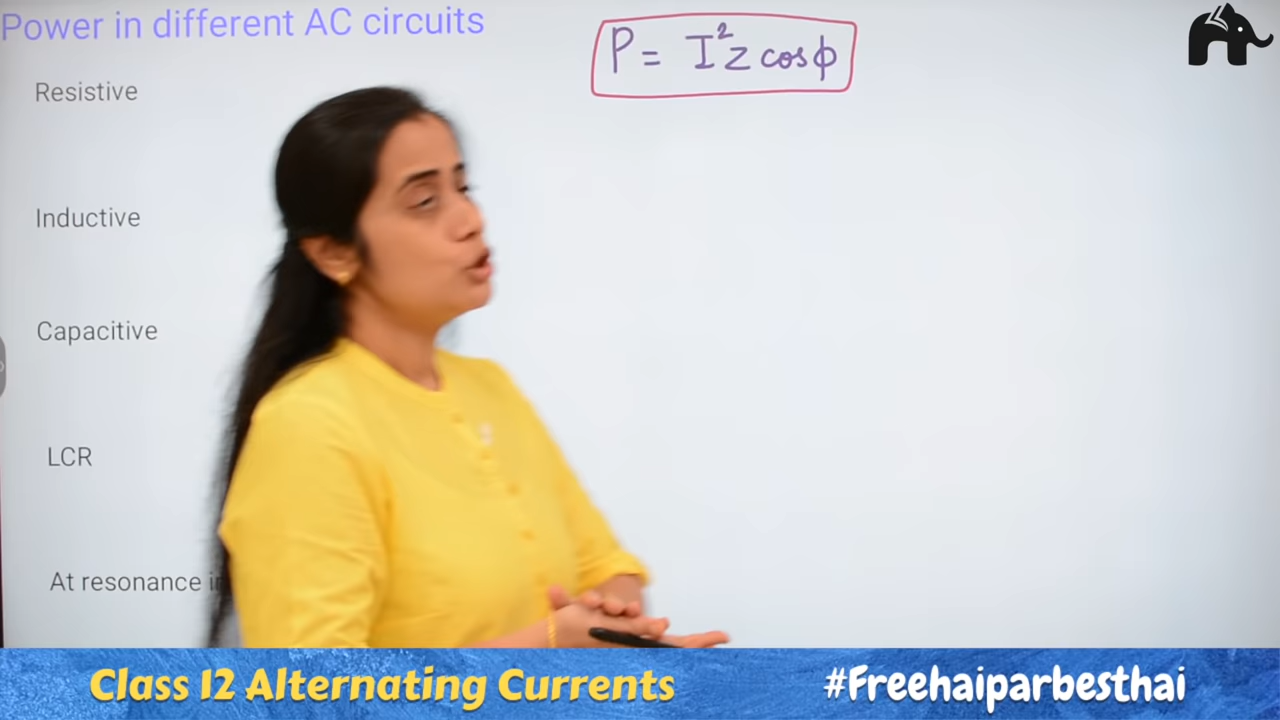 Power in different AC circuits
P = I²z cosϕ
Resistive
Inductive
Capacitive
LCR
At resonance
Class 12 Alternating Currents
#Freehaiparbesthai